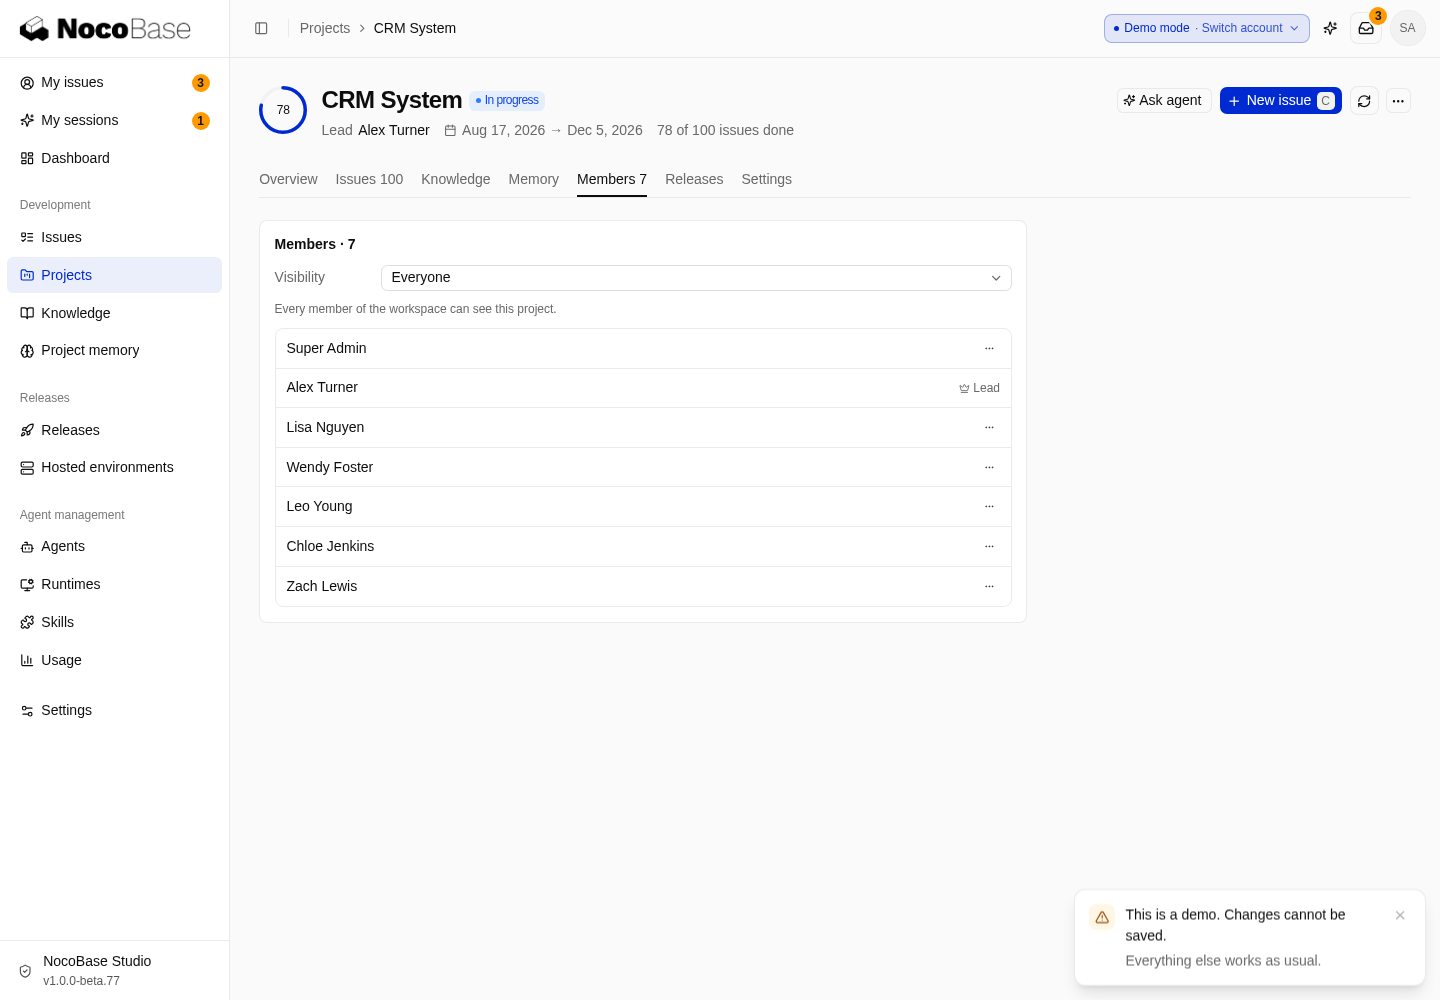 NocoBase
Projects > CRM System
Demo mode · Switch account
3
SA
My issues 3
My sessions 1
Dashboard
Development
Issues
Projects
Knowledge
Project memory
Releases
Releases
Hosted environments
Agent management
Agents
Runtimes
Skills
Usage
Settings
NocoBase Studio
v1.0.0-beta.77
78
CRM System In progress
Lead Alex Turner Aug 17, 2026 → Dec 5, 2026 78 of 100 issues done
Ask agent
New issue C
Overview Issues 100 Knowledge Memory Members 7 Releases Settings
Members · 7
Visibility Everyone
Every member of the workspace can see this project.
Super Admin
Alex Turner Lead
Lisa Nguyen
Wendy Foster
Leo Young
Chloe Jenkins
Zach Lewis
This is a demo. Changes cannot be
saved.
Everything else works as usual.